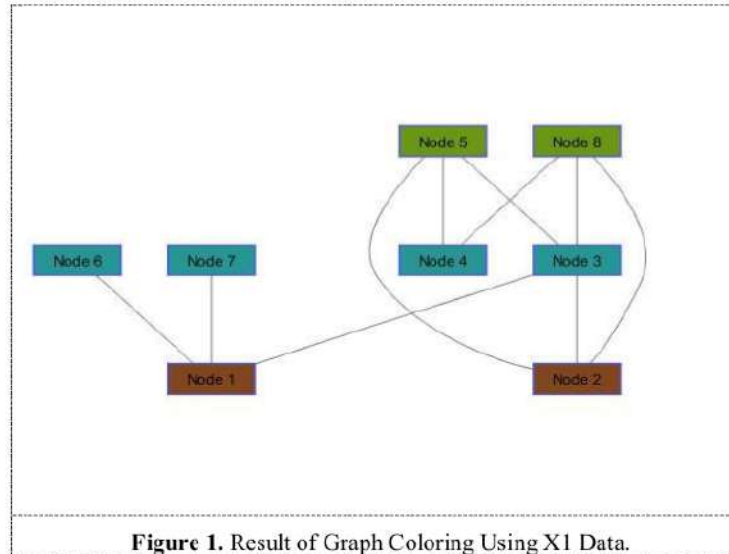 Node 5
Node 8
Node 6
Node 7
Node 4
Node 3
Node 1
Node 2
Figure 1. Result of Graph Coloring Using X1 Data.